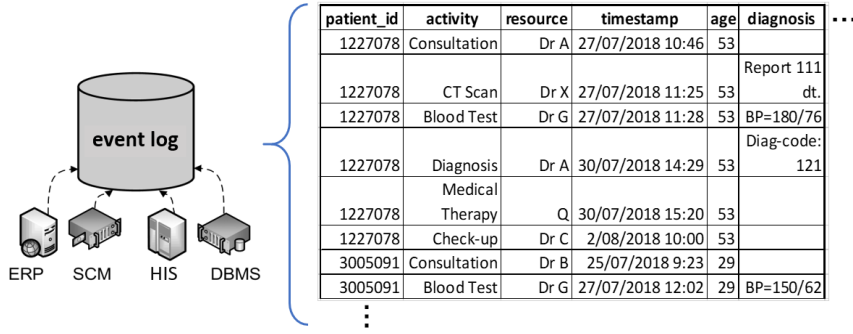 patient_id activity resource timestamp age diagnosis ...
1227078 Consultation Dr A 27/07/2018 10:46 53
Report 111
1227078 CT Scan Dr X 27/07/2018 11:25 53 dt.
1227078 Blood Test Dr G 27/07/2018 11:28 53 BP=180/76
Diag-code:
1227078 Diagnosis Dr A 30/07/2018 14:29 53 121
Medical
1227078 Therapy Q 30/07/2018 15:20 53
1227078 Check-up Dr C 2/08/2018 10:00 53
3005091 Consultation Dr B 25/07/2018 9:23 29
3005091 Blood Test Dr G 27/07/2018 12:02 29 BP=150/62
event log
ERP SCM HIS DBMS